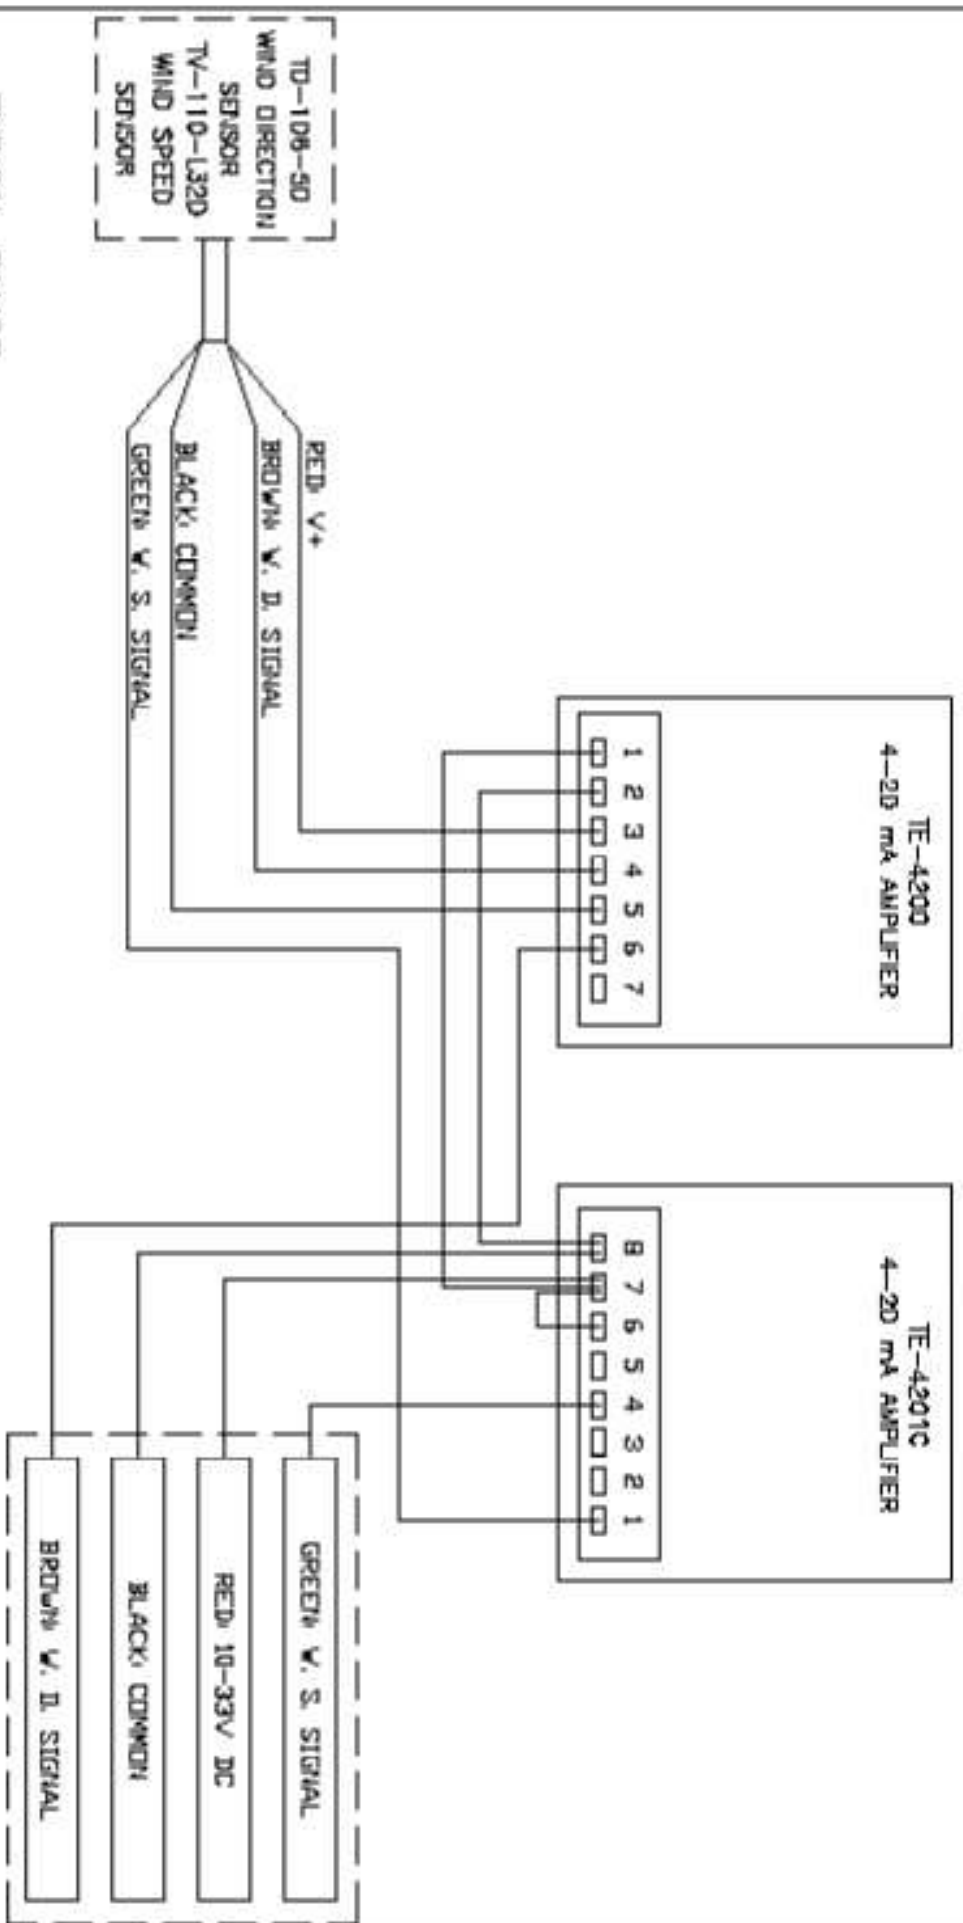 TE-4200
4-20 mA AMPLIFIER
1
2
3
4
5
6
7
TE-4201C
4-20 mA AMPLIFIER
8
7
6
5
4
3
2
1
TD-106-5D
WIND DIRECTION
SENSOR
TV-110-L32D
WIND SPEED
SENSOR
RED: V+
BROWN: W. D. SIGNAL
BLACK: COMMON
GREEN: W. S. SIGNAL
GREEN: W. S. SIGNAL
RED: 10-33V DC
BLACK: COMMON
BROWN: W. D. SIGNAL